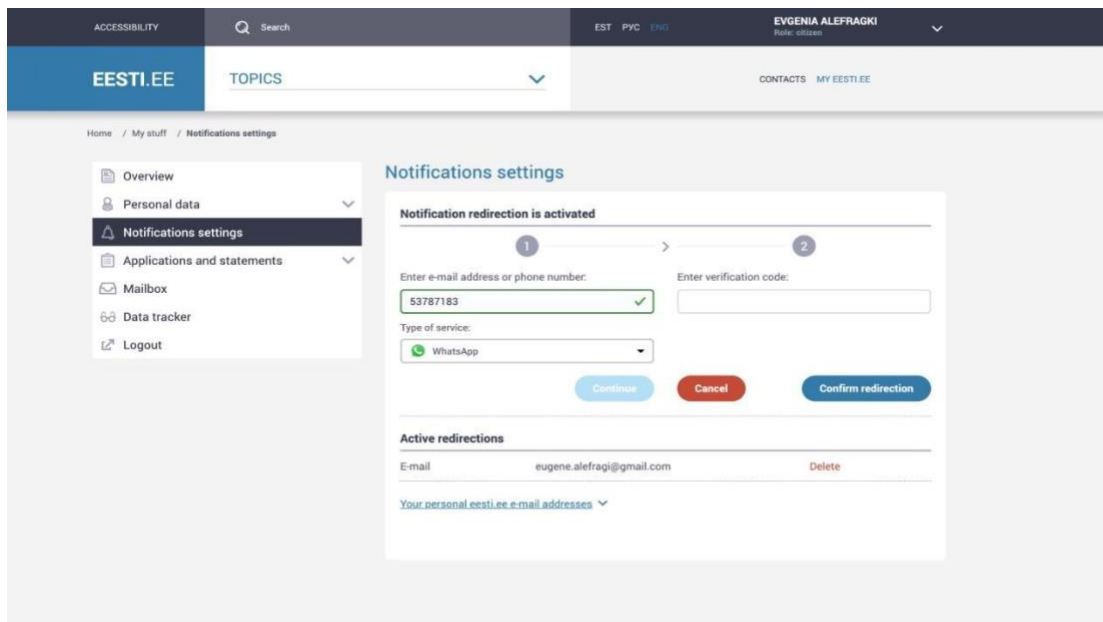 ACCESSIBILITY
Search
EST РУС ENG
EVGENIA ALEFRAGKI
Role: citizen
EESTI.EE
TOPICS
CONTACTS MY EESTI.EE
Home / My stuff / Notifications settings
Overview
Personal data
Notifications settings
Applications and statements
Mailbox
Data tracker
Logout
Notifications settings
Notification redirection is activated
1 > 2
Enter e-mail address or phone number:
53787183
Type of service:
WhatsApp
Continue
Enter verification code:
Cancel
Confirm redirection
Active redirections
E-mail eugene.alefragi@gmail.com Delete
Your personal eesti.ee e-mail addresses